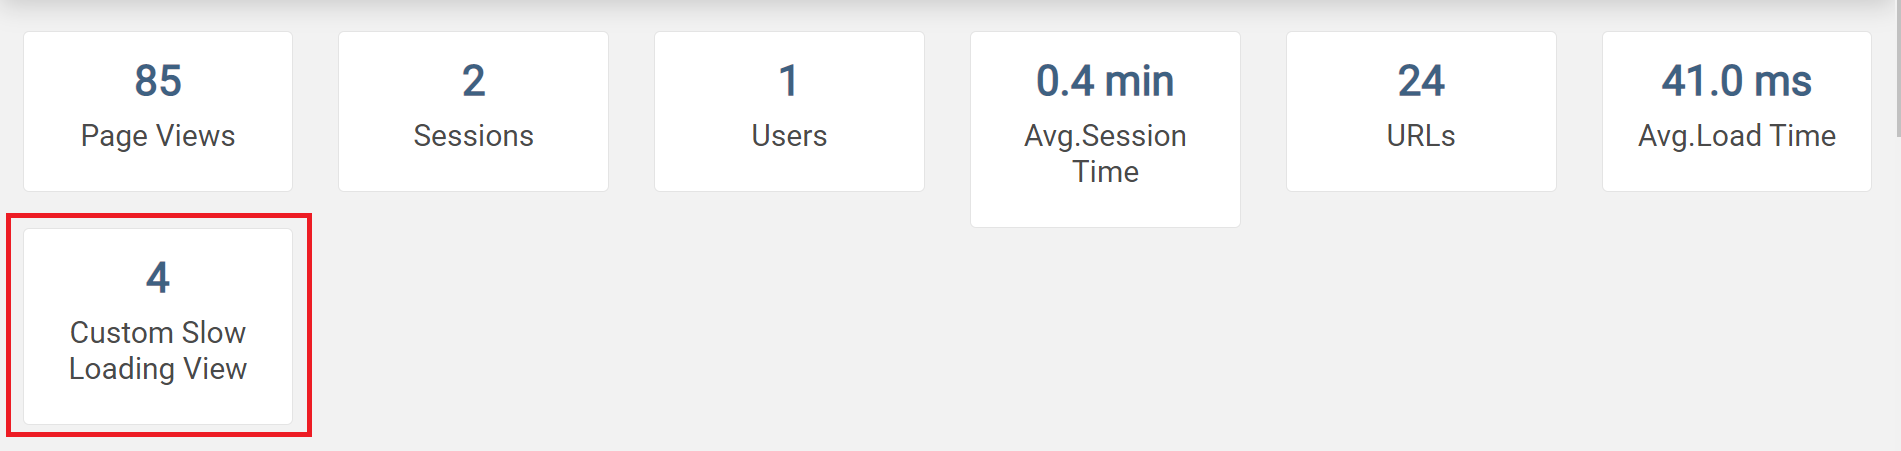 85
Page Views
2
Sessions
1
Users
0.4 min
Avg.Session
Time
24
URLs
41.0 ms
Avg.Load Time
4
Custom Slow
Loading View